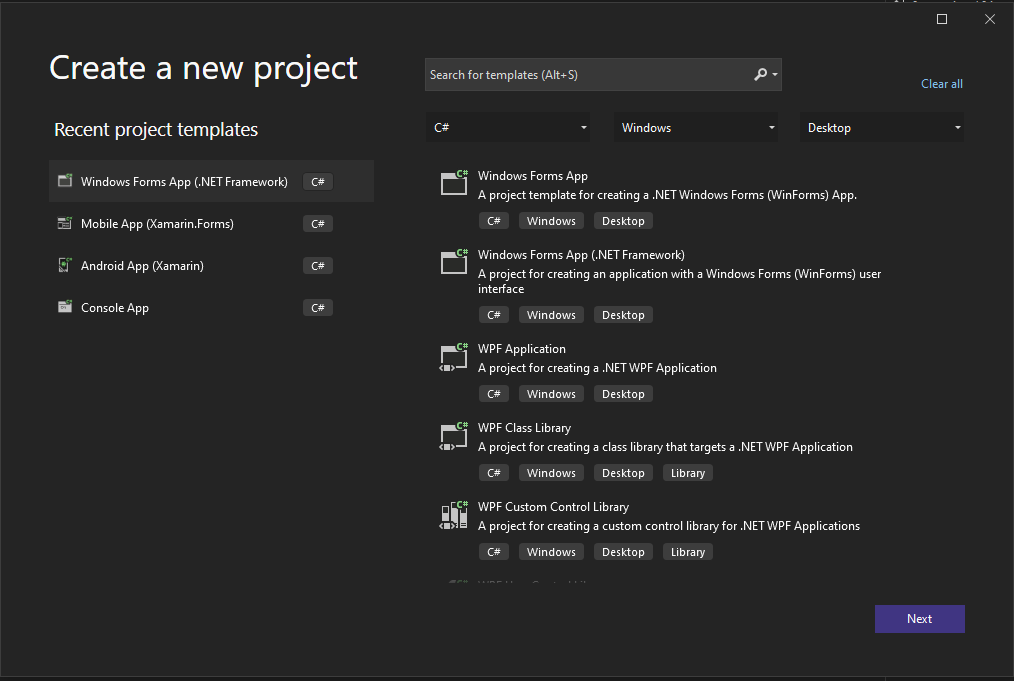 Create a new project
Search for templates (Alt+S)
Clear all
Recent project templates
C#
Windows
Desktop
Windows Forms App (.NET Framework) C#
Mobile App (Xamarin.Forms) C#
Android App (Xamarin) C#
Console App C#
Windows Forms App
A project template for creating a .NET Windows Forms (WinForms) App.
C# Windows Desktop
Windows Forms App (.NET Framework)
A project for creating an application with a Windows Forms (WinForms) user
interface
C# Windows Desktop
WPF Application
A project for creating a .NET WPF Application
C# Windows Desktop
WPF Class Library
A project for creating a class library that targets a .NET WPF Application
C# Windows Desktop Library
WPF Custom Control Library
A project for creating a custom control library for .NET WPF Applications
C# Windows Desktop Library
Next